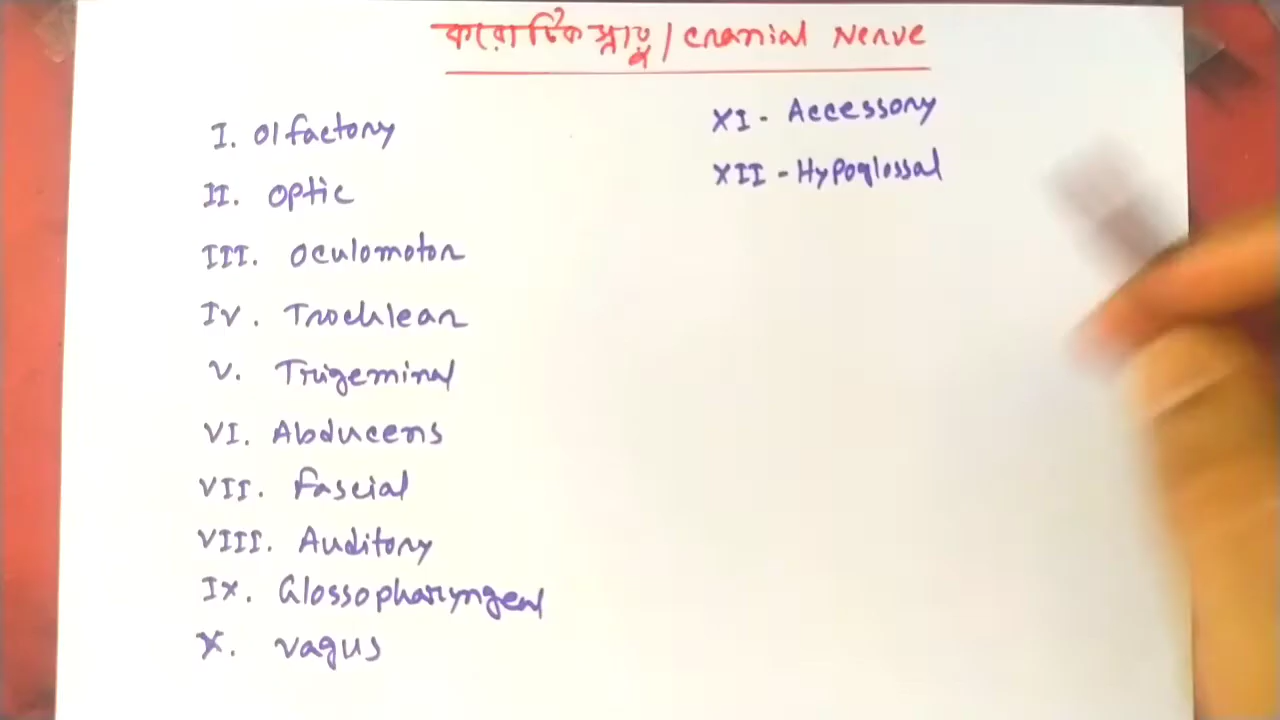 করোটিক স্নায়ু / Cranial Nerve
I. Olfactory
II. Optic
III. Oculomotor
IV. Trochlear
V. Trigeminal
VI. Abducens
VII. Fascial
VIII. Auditory
IX. Glossopharyngeal
X. Vagus
XI - Accessory
XII - Hypoglossal